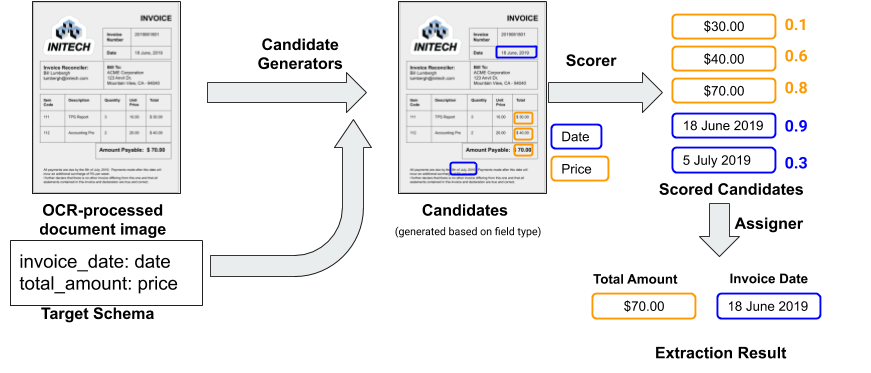 INVOICE
INITECH
Invoice Number
2019061801
Date
18 June, 2019
Invoice Reconciler:
Bill Lumbergh
lumbergh@initech.com
Bill To:
ACME Corporation
123 Anvil Dr,
Mountain View, CA - 94040
Item Code
Description
Quantity
Unit Price
Total
111
TPS Report
3
10.00
$ 30.00
112
Accounting Pro
2
20.00
$ 40.00
Amount Payable: $ 70.00
OCR-processed
document image
invoice_date: date
total_amount: price
Target Schema
Candidate
Generators
INVOICE
INITECH
Invoice Number
2019061801
Date
18 June, 2019
Invoice Reconciler:
Bill Lumbergh
lumbergh@initech.com
Bill To:
ACME Corporation
123 Anvil Dr,
Mountain View, CA - 94040
Item Code
Description
Quantity
Unit Price
Total
111
TPS Report
3
10.00
$ 30.00
112
Accounting Pro
2
20.00
$ 40.00
Amount Payable: $ 70.00
Candidates
(generated based on field type)
Scorer
Date
Price
$30.00 0.1
$40.00 0.6
$70.00 0.8
18 June 2019 0.9
5 July 2019 0.3
Scored Candidates
Assigner
Total Amount
Invoice Date
$70.00
18 June 2019
Extraction Result